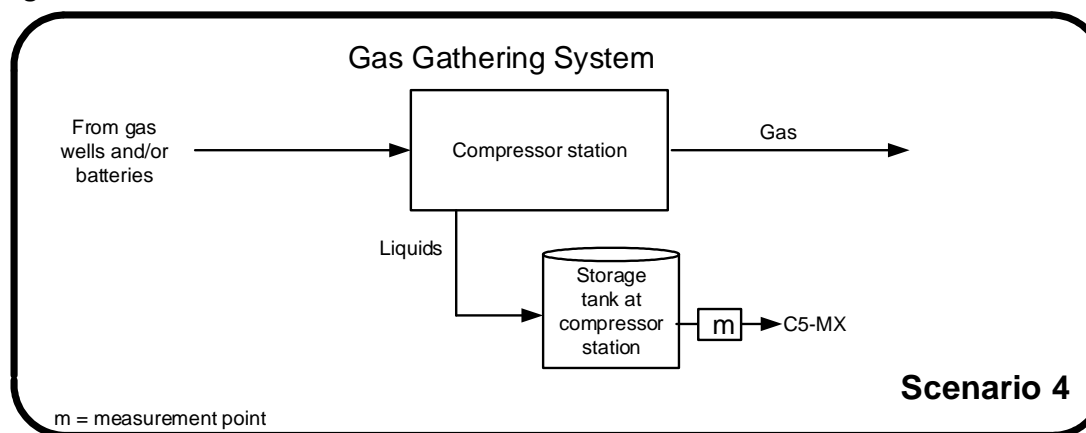 Gas Gathering System
From gas
wells and/or
batteries
Compressor station
Gas
Liquids
Storage
tank at
compressor
station
m
C5-MX
Scenario 4
m = measurement point